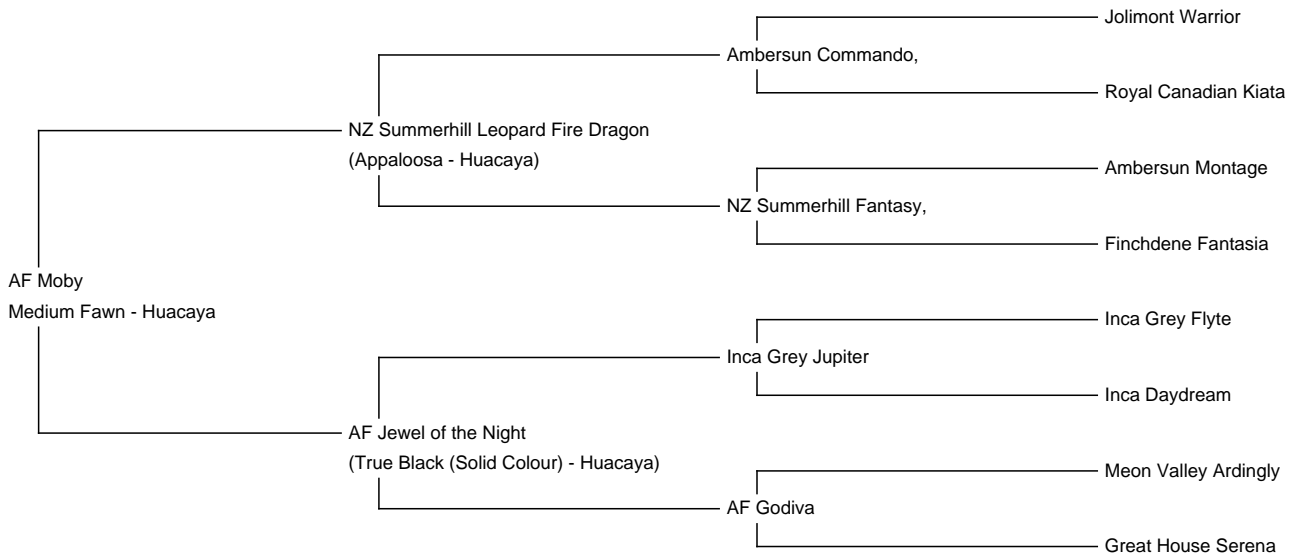 Jolimont Warrior
Ambersun Commando,
Royal Canadian Kiata
NZ Summerhill Leopard Fire Dragon
(Appaloosa - Huacaya)
Ambersun Montage
NZ Summerhill Fantasy,
Finchdene Fantasia
AF Moby
Medium Fawn - Huacaya
Inca Grey Flyte
Inca Grey Jupiter
Inca Daydream
AF Jewel of the Night
(True Black (Solid Colour) - Huacaya)
Meon Valley Ardingly
AF Godiva
Great House Serena